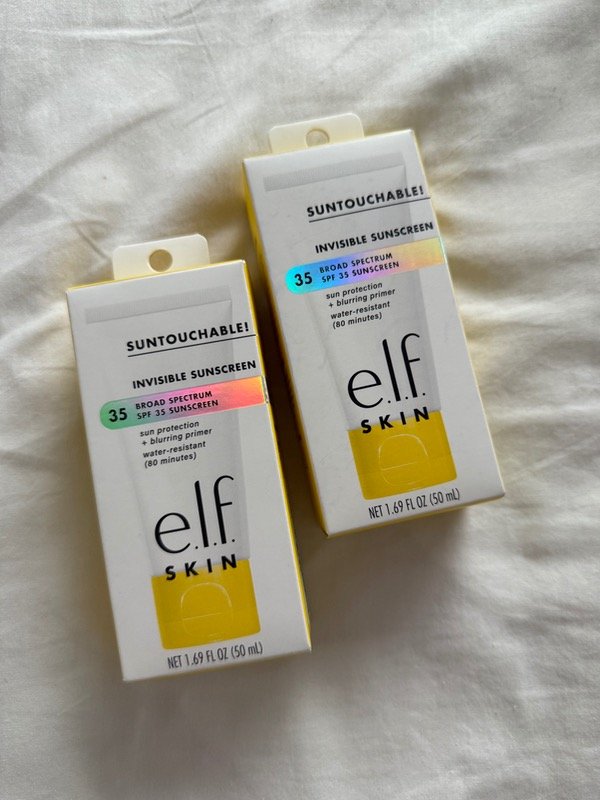 SUNTOUCHABLE!
INVISIBLE SUNSCREEN
35
BROAD SPECTRUM
SPF 35 SUNSCREEN
sun protection
+ blurring primer
water-resistant
(80 minutes)
e.l.f.
SKIN
NET 1.69 FL OZ (50 mL)
SUNTOUCHABLE!
INVISIBLE SUNSCREEN
35
BROAD SPECTRUM
SPF 35 SUNSCREEN
sun protection
+ blurring primer
water-resistant
(80 minutes)
e.l.f.
SKIN
NET 1.69 FL OZ (50 mL)